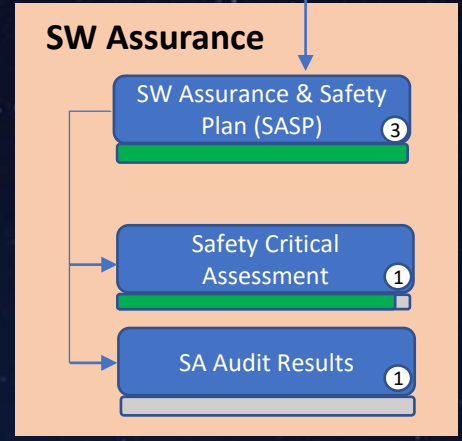 SW Assurance
SW Assurance & Safety
Plan (SASP)
3
Safety Critical
Assessment
1
SA Audit Results
1